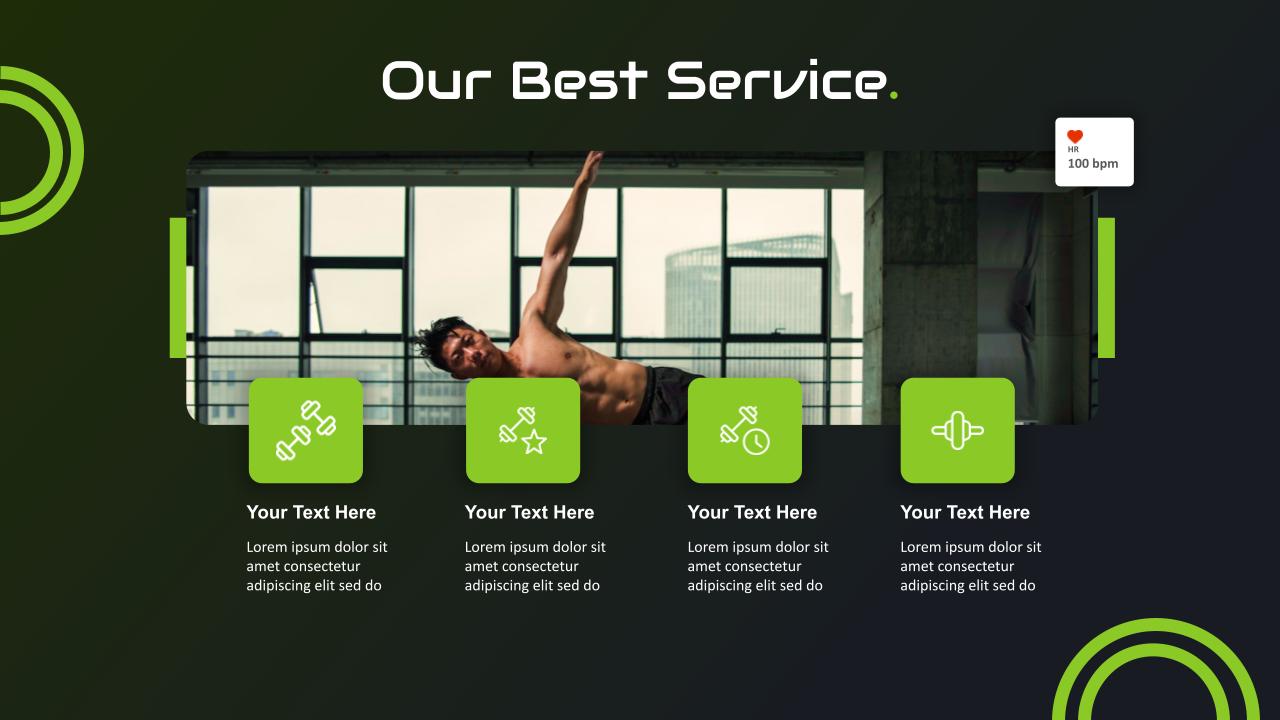 Our Best Service.
HR
100 bpm
Your Text Here
Lorem ipsum dolor sit
amet consectetur
adipiscing elit sed do
Your Text Here
Lorem ipsum dolor sit
amet consectetur
adipiscing elit sed do
Your Text Here
Lorem ipsum dolor sit
amet consectetur
adipiscing elit sed do
Your Text Here
Lorem ipsum dolor sit
amet consectetur
adipiscing elit sed do